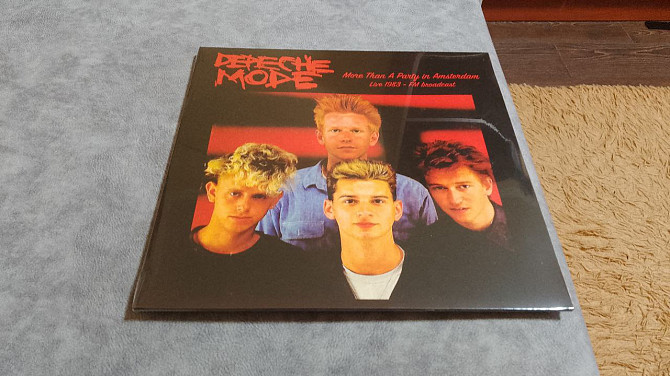 DEPECHE
MODE
More Than A Party in Amsterdam
Live 1983 - FM broadcast